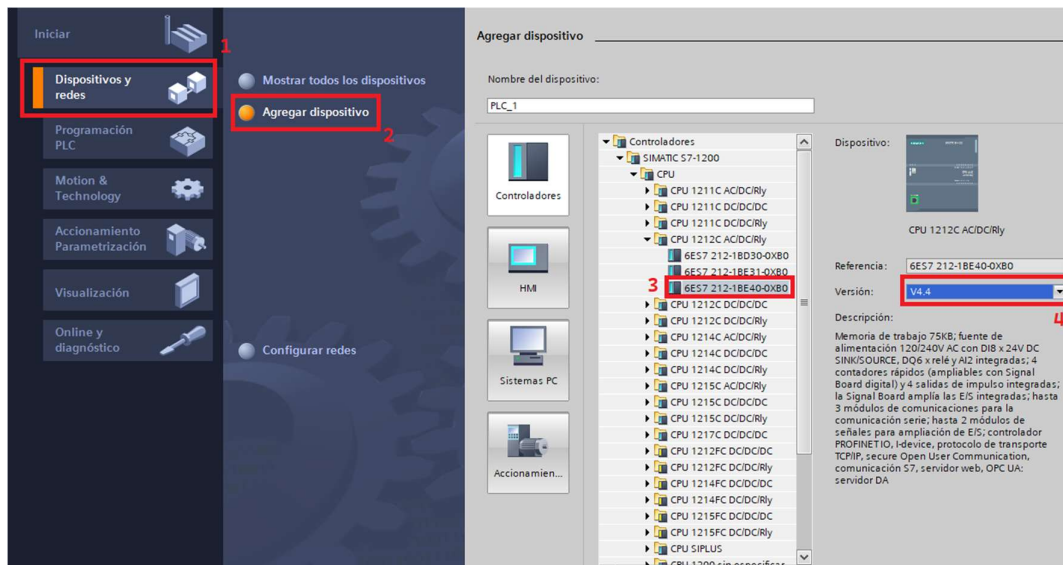 Iniciar
1
Dispositivos y
redes
Programación
PLC
Motion &
Technology
Accionamiento
Parametrización
Visualización
Online y
diagnóstico
Mostrar todos los dispositivos
Agregar dispositivo
2
Configurar redes
Agregar dispositivo
Nombre del dispositivo:
PLC_1
Controladores
HMI
Sistemas PC
Accionamien...
Controladores
SIMATIC S7-1200
CPU
CPU 1211C AC/DC/Rly
CPU 1211C DC/DC/DC
CPU 1211C DC/DC/Rly
CPU 1212C AC/DC/Rly
6ES7 212-1BD30-0XB0
6ES7 212-1BE31-0XB0
3
6ES7 212-1BE40-0XB0
CPU 1212C DC/DC/DC
CPU 1212C DC/DC/Rly
CPU 1214C AC/DC/Rly
CPU 1214C DC/DC/DC
CPU 1214C DC/DC/Rly
CPU 1215C AC/DC/Rly
CPU 1215C DC/DC/DC
CPU 1215C DC/DC/Rly
CPU 1217C DC/DC/DC
CPU 1212FC DC/DC/DC
CPU 1212FC DC/DC/Rly
CPU 1214FC DC/DC/DC
CPU 1214FC DC/DC/Rly
CPU 1215FC DC/DC/DC
CPU 1215FC DC/DC/Rly
CPU SIPLUS
CPU 1200 sin especificar
Dispositivo:
CPU 1212C AC/DC/Rly
Referencia:
6ES7 212-1BE40-0XB0
Versión:
V4.4
4
Descripción:
Memoria de trabajo 75KB; fuente de
alimentación 120/240V AC con DI8 x 24V DC
SINK/SOURCE, DQ6 x relé y AI2 integradas; 4
contadores rápidos (ampliables con Signal
Board digital) y 4 salidas de impulso integradas;
la Signal Board amplía las E/S integradas; hasta
3 módulos de comunicaciones para la
comunicación serie; hasta 2 módulos de
señales para ampliación de E/S; controlador
PROFINET IO, I-device, protocolo de transporte
TCP/IP, secure Open User Communication,
comunicación S7, servidor web, OPC UA:
servidor DA